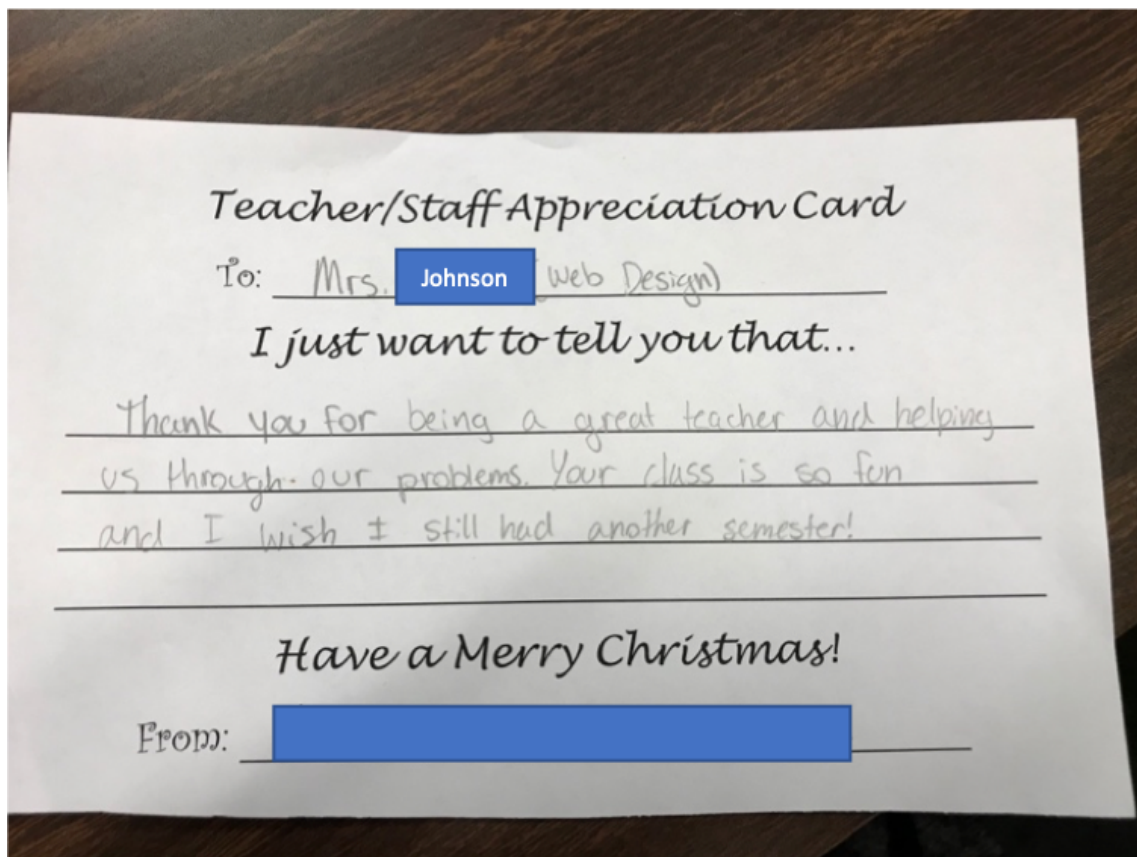 Teacher/Staff Appreciation Card
To: Mrs. Johnson (Web Design)
I just want to tell you that...
Thank you for being a great teacher and helping
us through our problems. Your class is so fun
and I wish I still had another semester!
Have a Merry Christmas!
From: